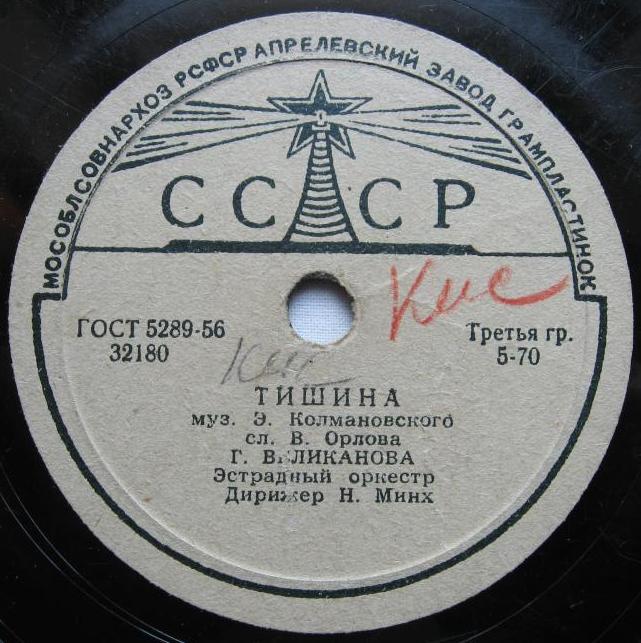 МОСОБЛСОВНАРХОЗ РСФСР АПРЕЛЕВСКИЙ ЗАВОД ГРАМПЛАСТИНОК
СССР
ГОСТ 5289-56
32180
Третья гр.
5-70
ТИШИНА
муз. Э. Колмановского
сл. В. Орлова
Г. ВЕЛИКАНОВА
Эстрадный оркестр
Дирижер Н. Минх